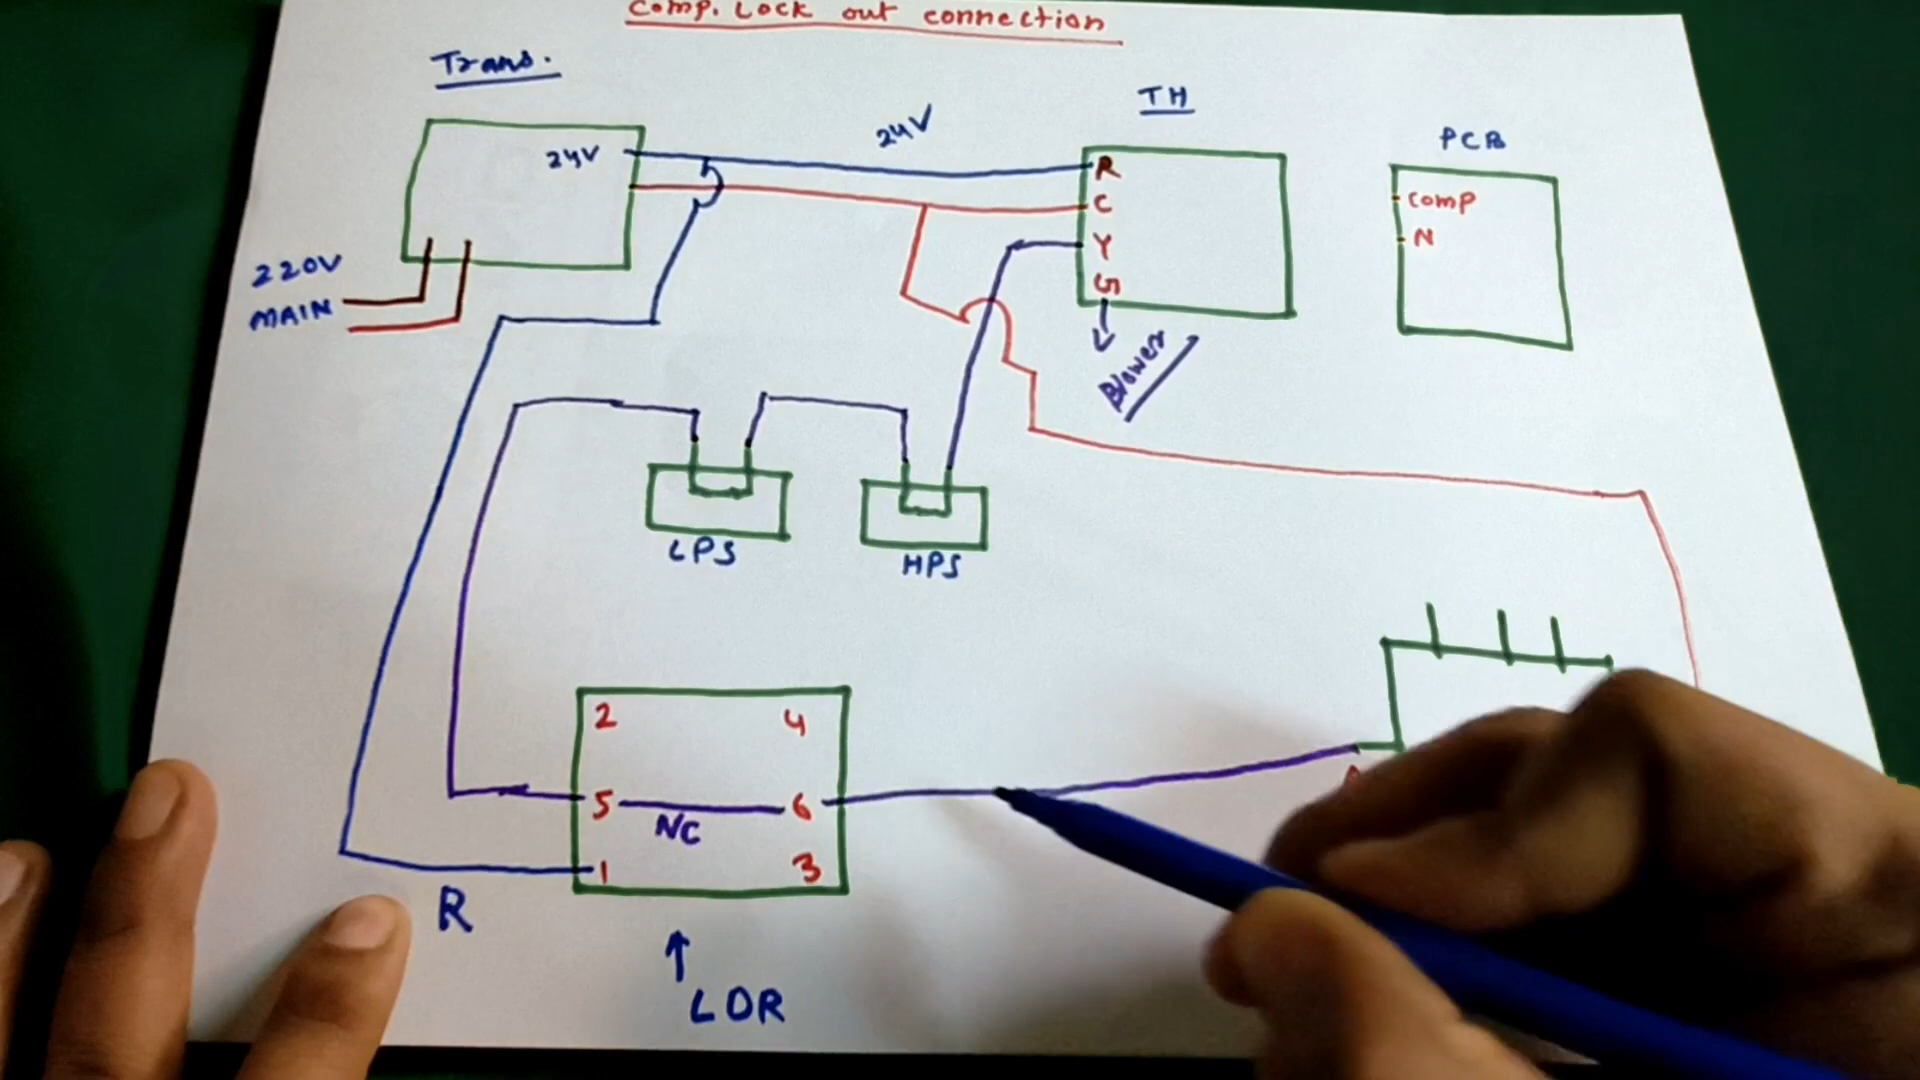 Comp. Lock out connection
Trans.
24V
220V
MAIN
24V
TH
R
C
Y
G
Blower
PCB
comp
N
LPS
HPS
2 4
5 NC 6
1 3
R
↑
LOR